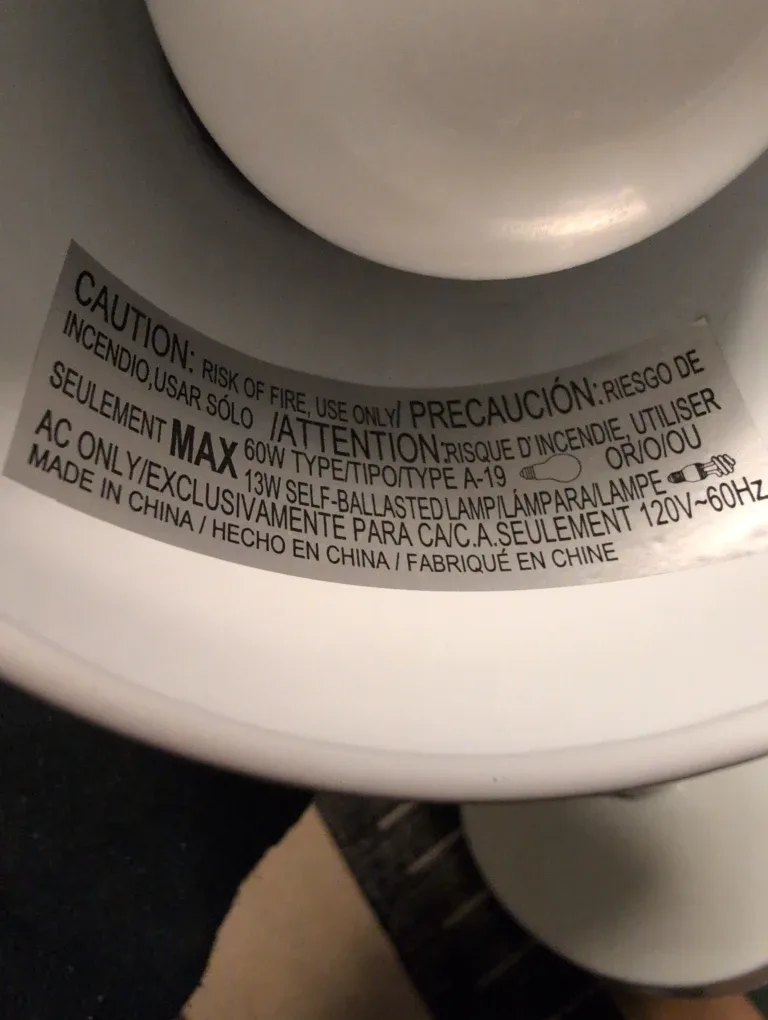 CAUTION: RISK OF FIRE, USE ONLY/ PRECAUCIÓN: RIESGO DE
INCENDIO,USAR SÓLO /ATTENTION:RISQUE D' INCENDIE, UTILISER
SEULEMENT MAX 60W TYPE/TIPO/TYPE A-19 OR/O/OU
13W SELF-BALLASTED LAMP/LÁMPARA/LAMPE
AC ONLY/EXCLUSIVAMENTE PARA CA/C.A.SEULEMENT 120V~60Hz
MADE IN CHINA / HECHO EN CHINA / FABRIQUÉ EN CHINE